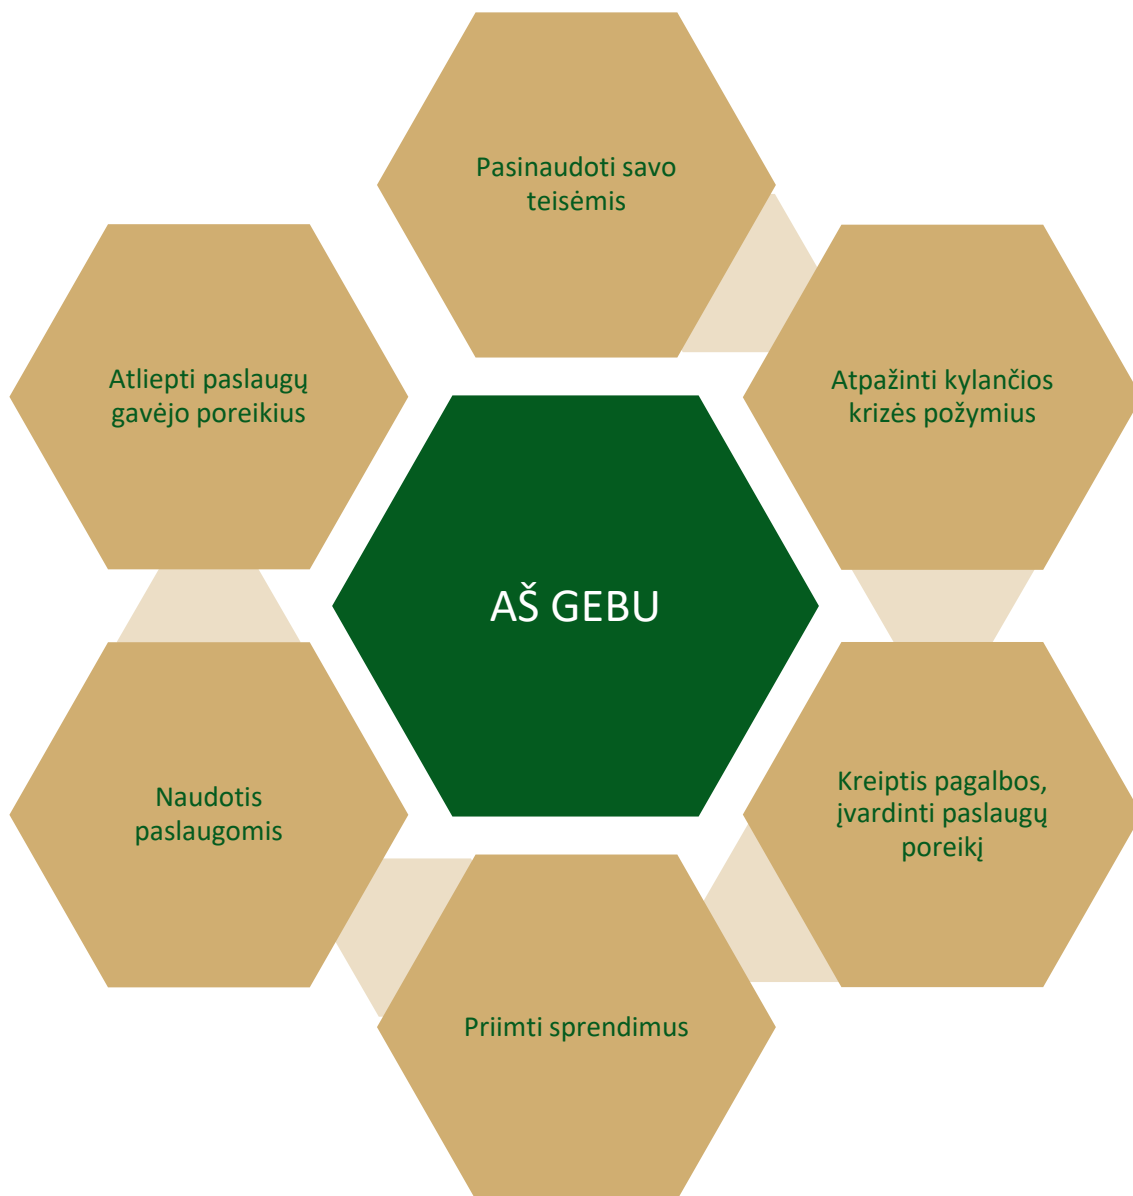 Pasinaudoti savo
teisėmis
Atpažinti kylančios
krizės požymius
Kreiptis pagalbos,
įvardinti paslaugų
poreikį
Priimti sprendimus
Naudotis
paslaugomis
Atliepti paslaugų
gavėjo poreikius
AŠ GEBU